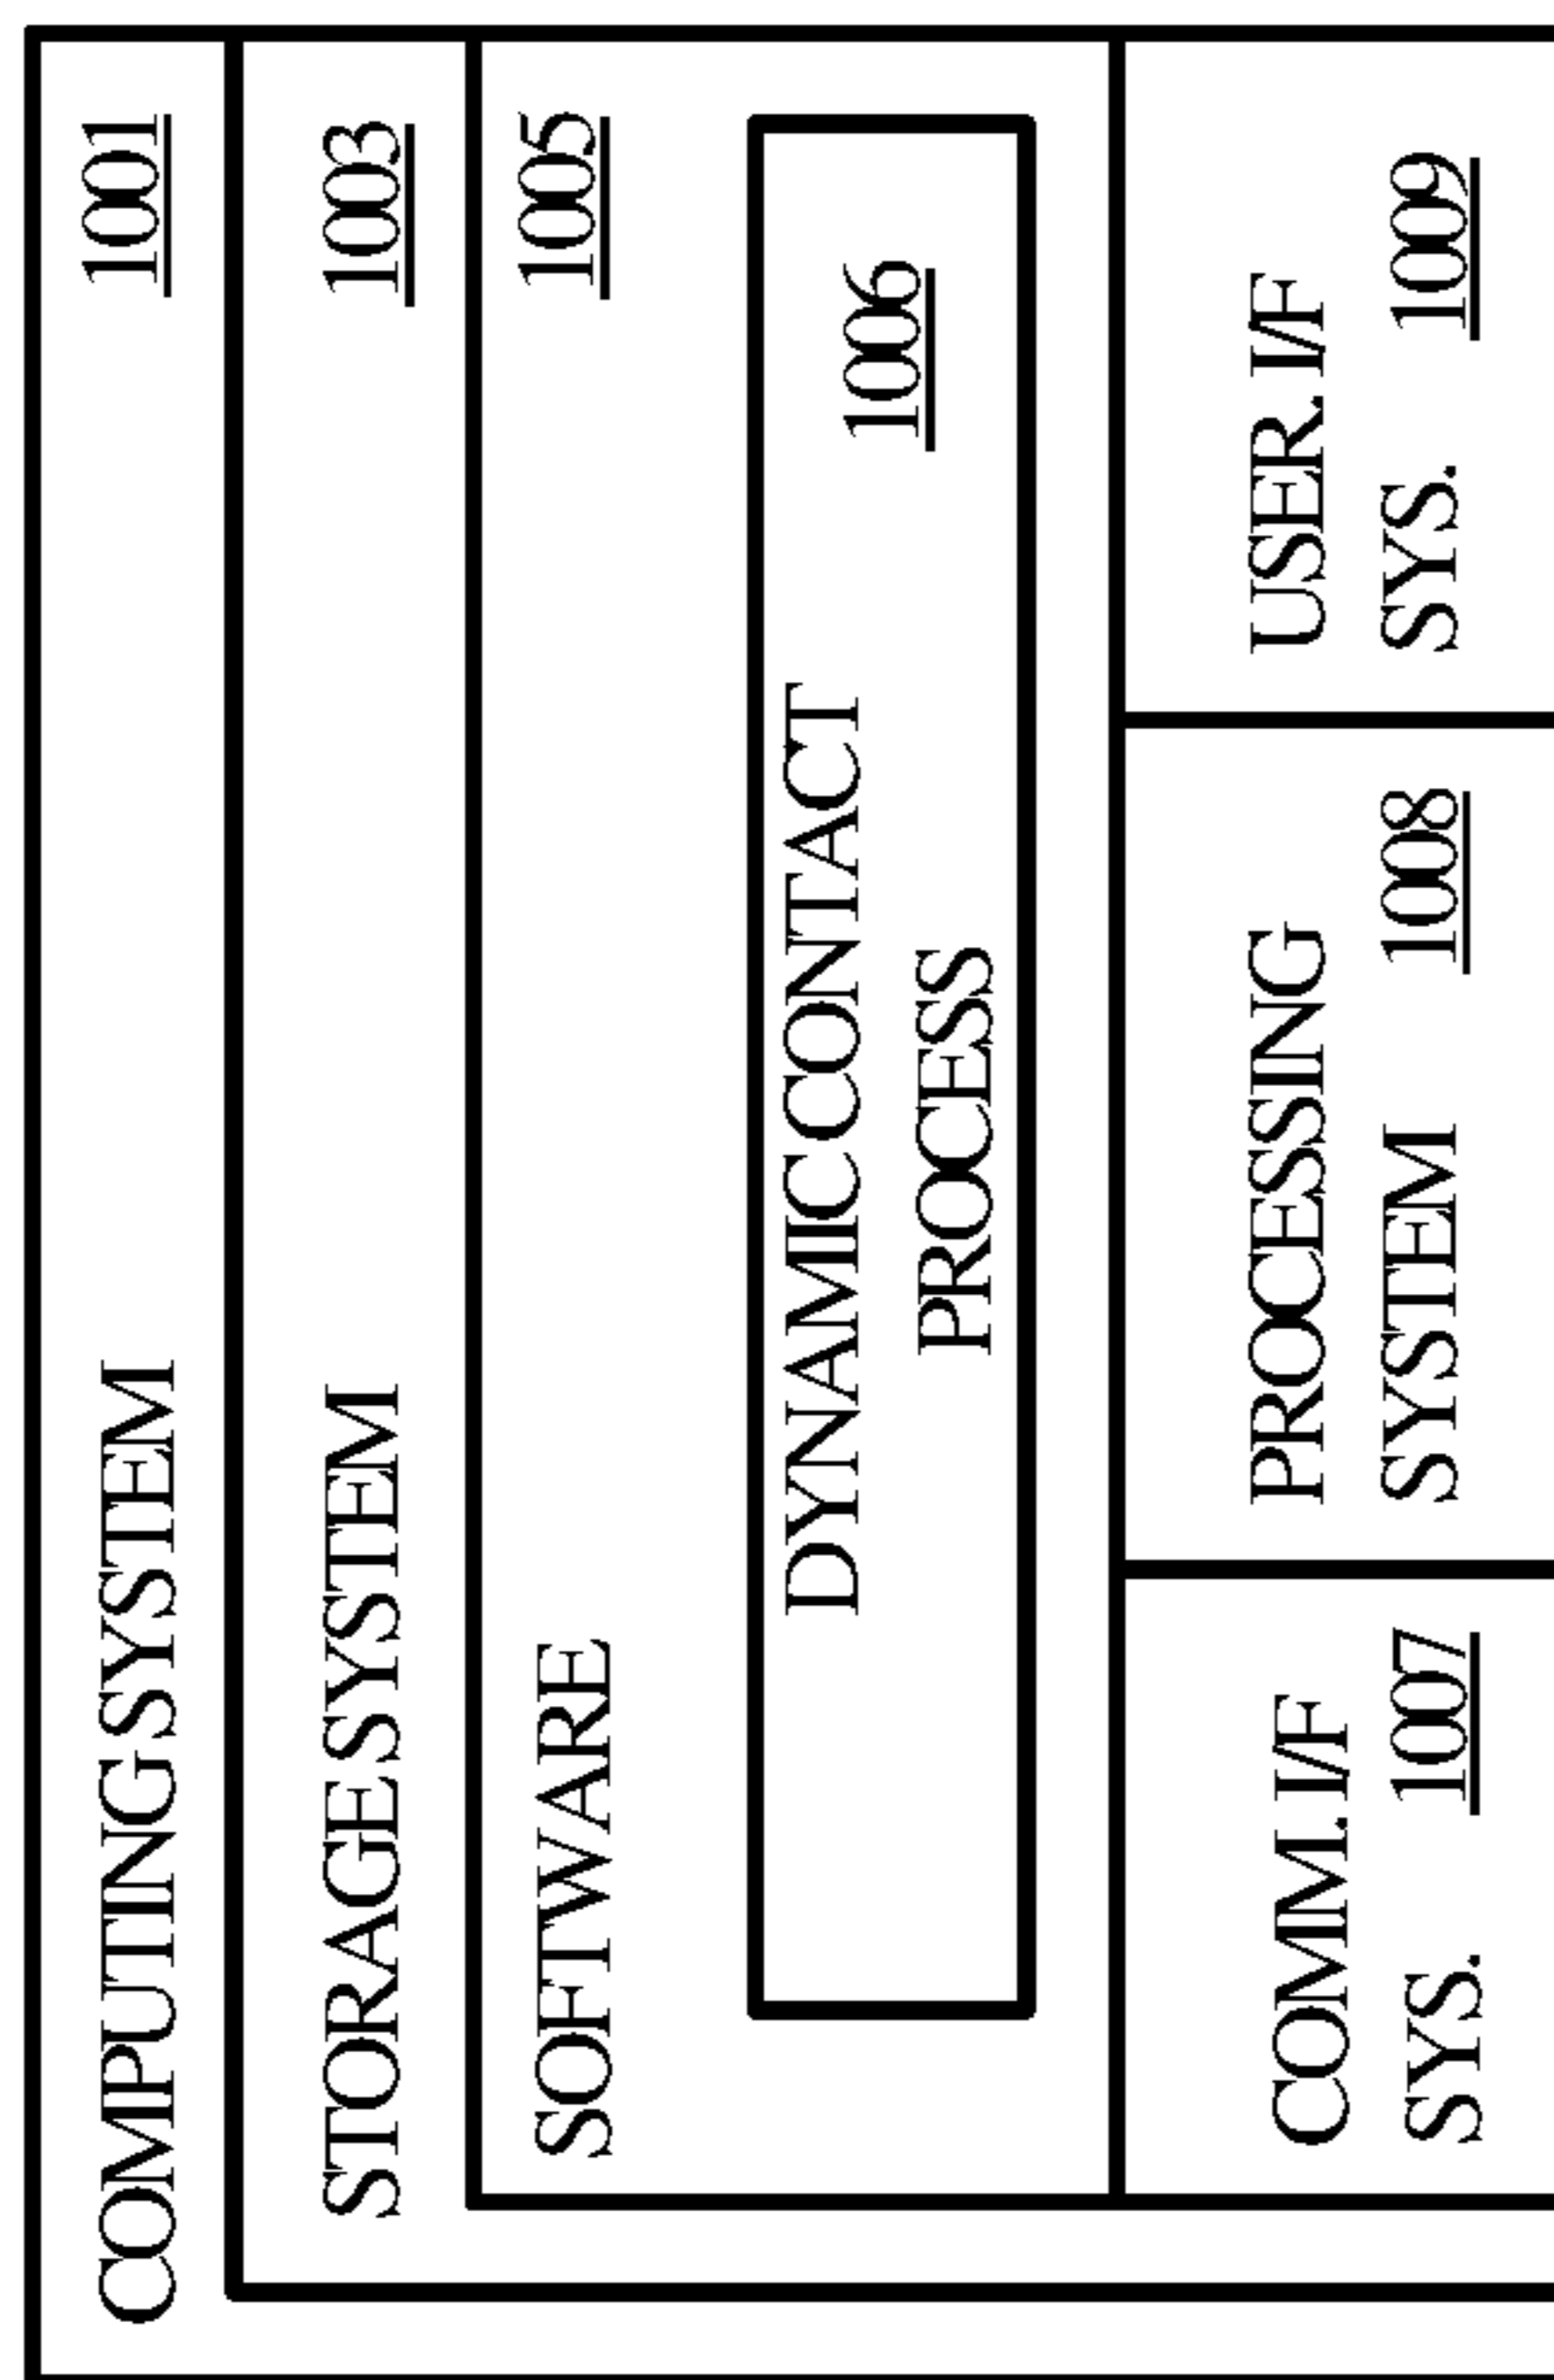 COMPUTING SYSTEM 1001
STORAGE SYSTEM 1003
SOFTWARE 1005
DYNAMIC CONTACT
PROCESS
1006
COMM. I/F
SYS. 1007
PROCESSING
SYSTEM 1008
USER. I/F
SYS. 1009